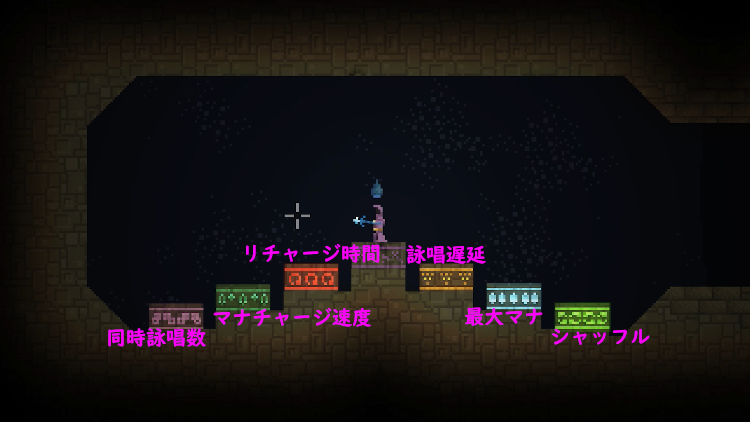 リチャージ時間
詠唱遅延
マナチャージ速度
最大マナ
同時詠唱数
シャッフル